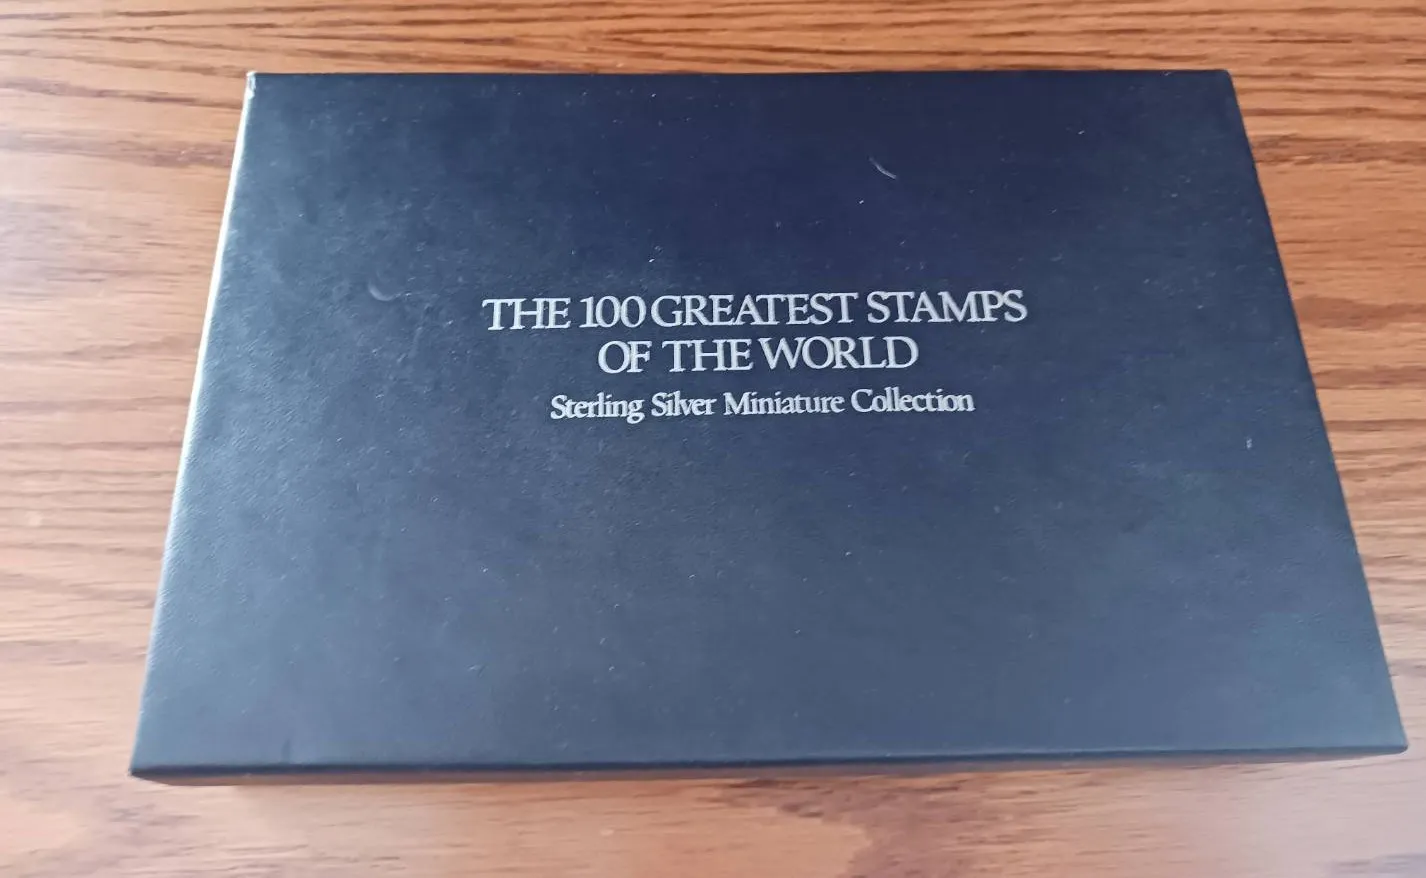 THE 100 GREATEST STAMPS
OF THE WORLD
Sterling Silver Miniature Collection